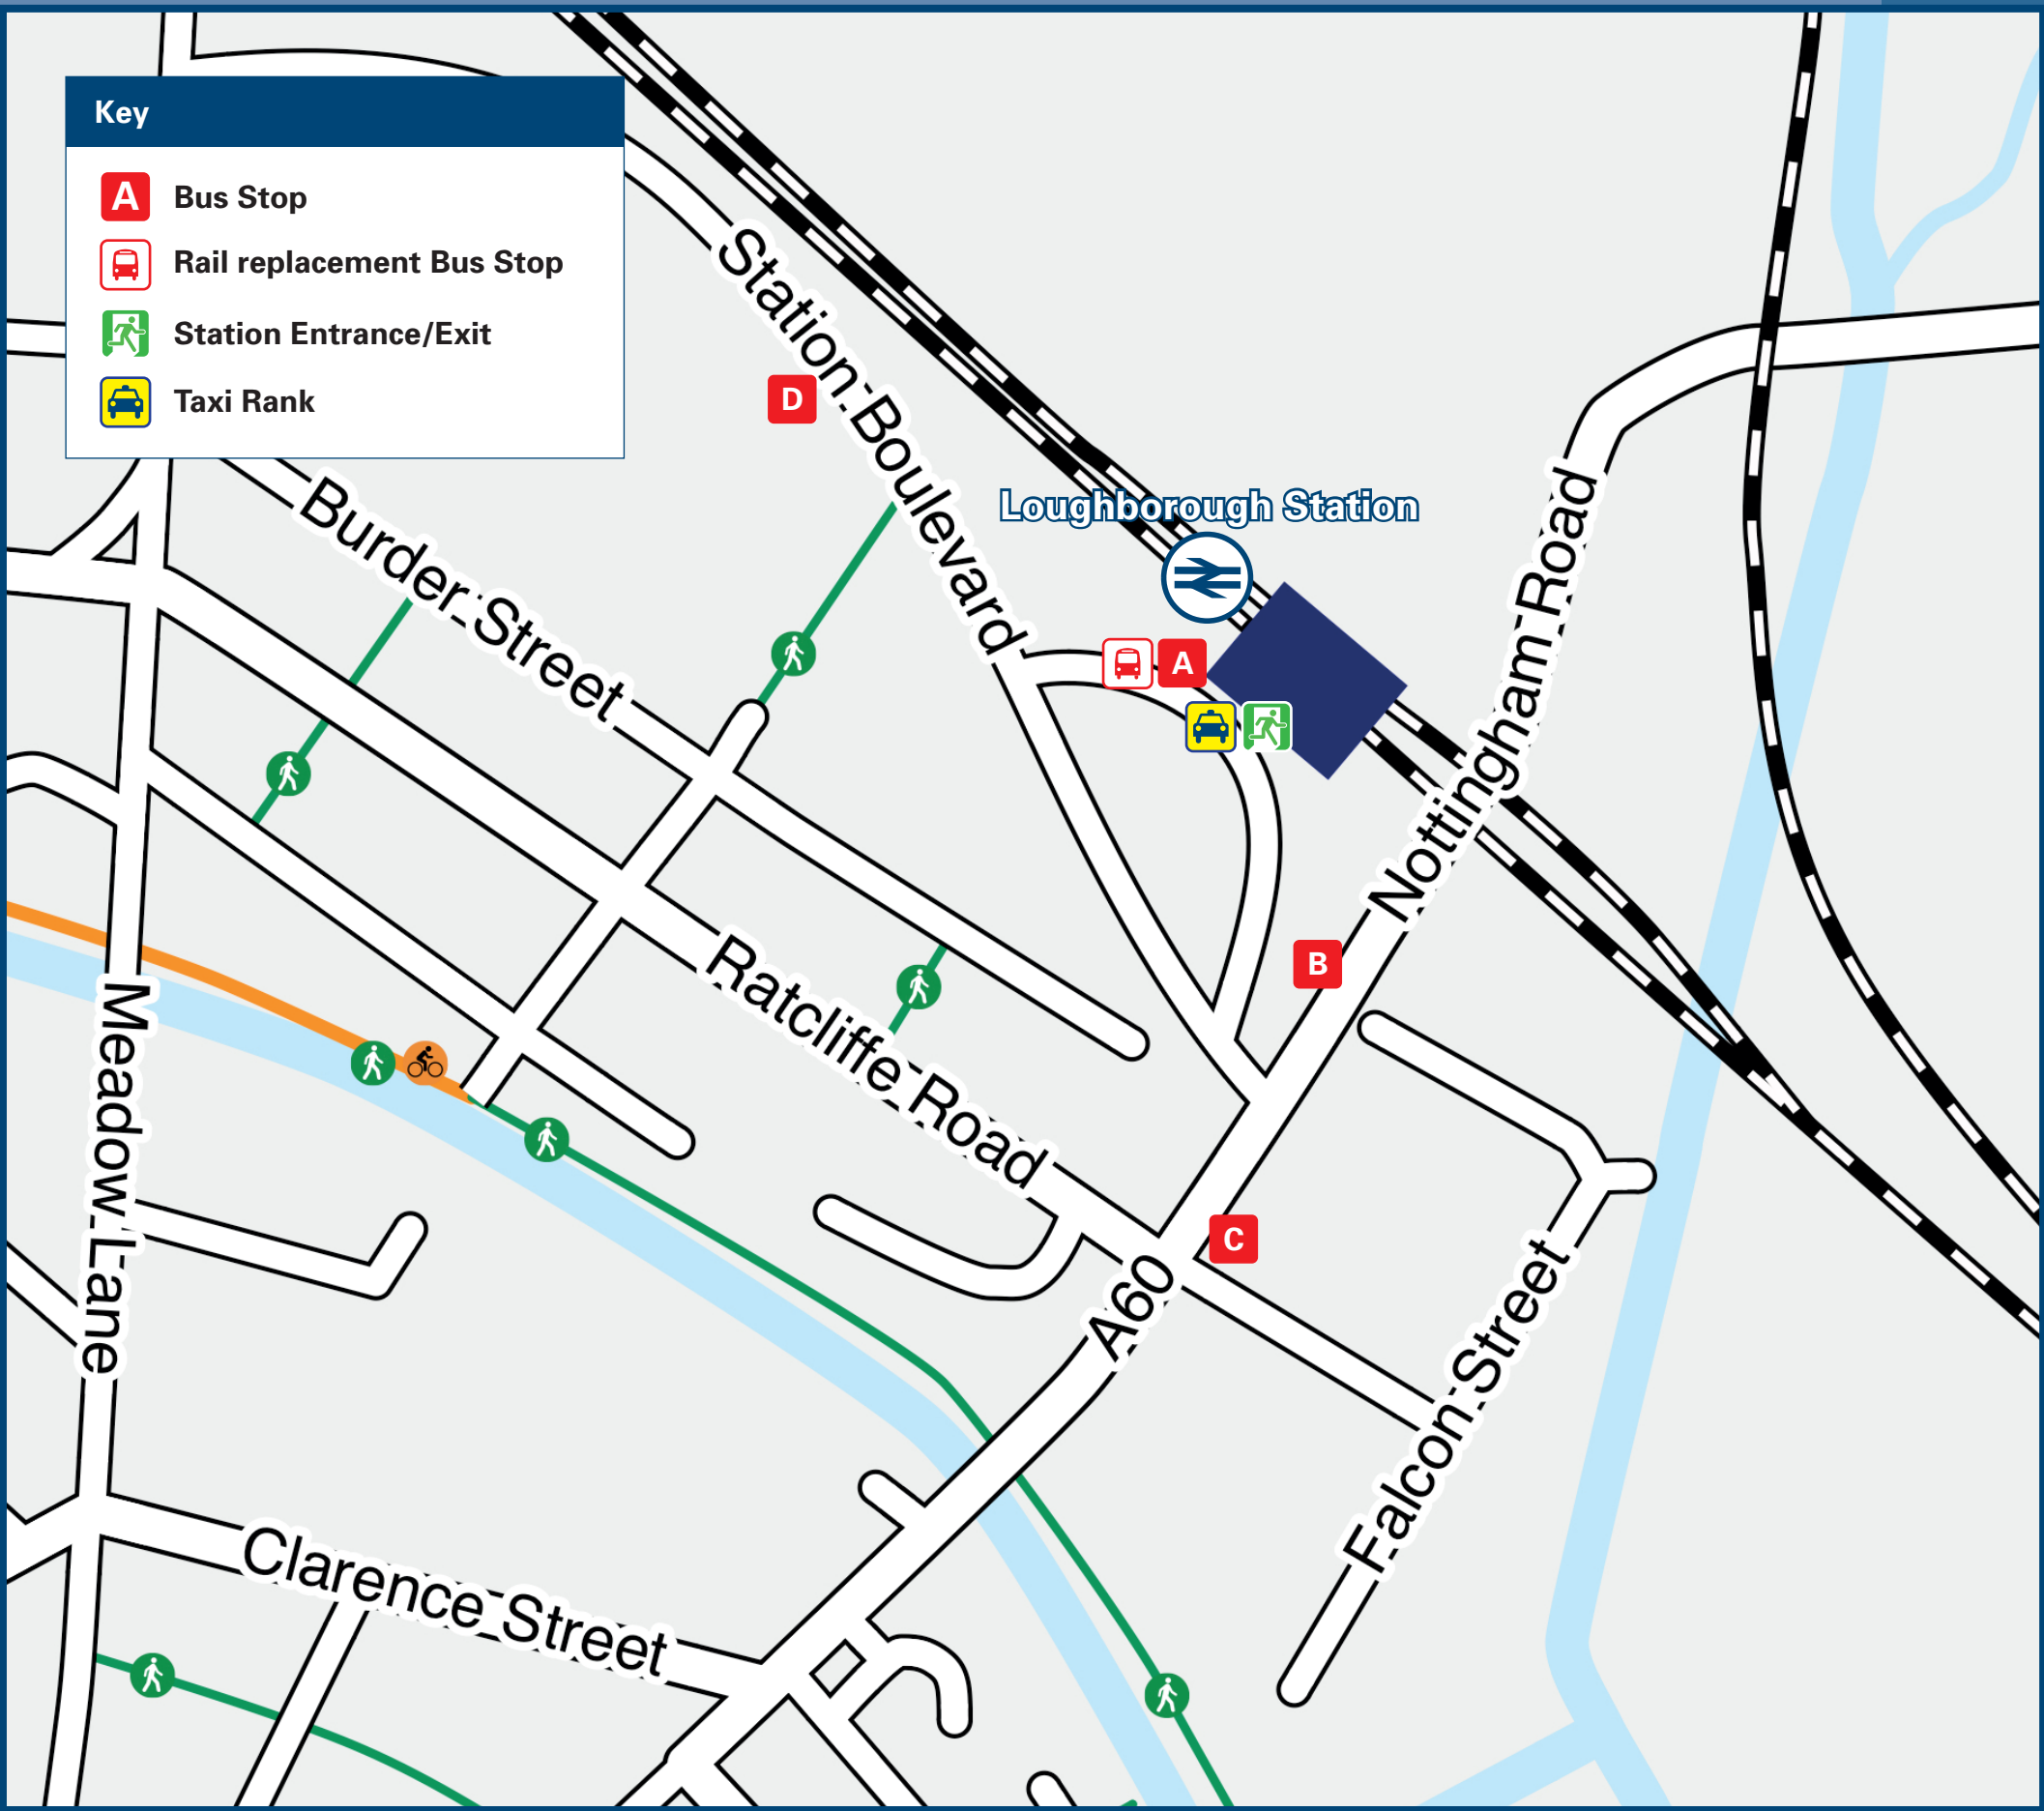 Key
A Bus Stop
Rail replacement Bus Stop
Station Entrance/Exit
Taxi Rank
Station Boulevard
D
Burder Street
Loughborough Station
A
Nottingham Road
B
Ratcliffe Road
Meadow Lane
C
A60
Falcon Street
Clarence Street